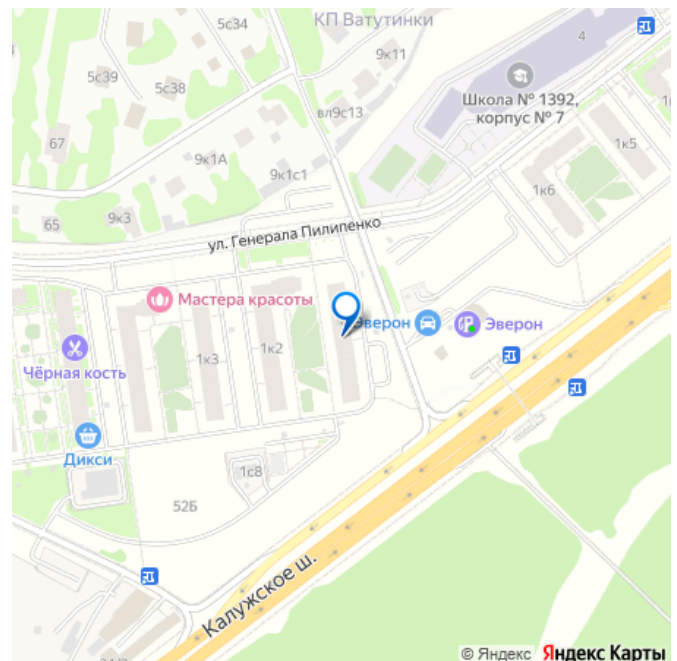 КП Ватутинки
5с34
4
9к11
5с39
5с38
Школа № 1392,
корпус № 7
вл9с13
67
1к5
9к1А
9к1с1
1к6
65
9к3
ул. Генерала Пилипенко
Мастера красоты
Эверон
Эверон
1к3
1к2
Чёрная кость
Дикси
1с8
52Б
Калужское ш.
© Яндекс Яндекс Карты